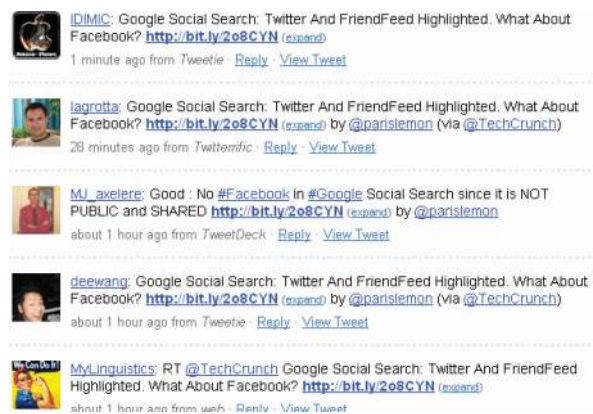 IDIMIC: Google Social Search: Twitter And FriendFeed Highlighted. What About
Facebook? http://bit.ly/2o8CYN (expand)
1 minute ago from Tweetie · Reply · View Tweet
lagrotta: Google Social Search: Twitter And FriendFeed Highlighted. What About
Facebook? http://bit.ly/2o8CYN (expand) by @parislemon (via @TechCrunch)
28 minutes ago from Twitterrific · Reply · View Tweet
MJ_axelere: Good : No #Facebook in #Google Social Search since it is NOT
PUBLIC and SHARED http://bit.ly/2o8CYN (expand) by @parislemon
about 1 hour ago from TweetDeck · Reply · View Tweet
deewang: Google Social Search: Twitter And FriendFeed Highlighted. What About
Facebook? http://bit.ly/2o8CYN (expand) by @parislemon (via @TechCrunch)
about 1 hour ago from Tweetie · Reply · View Tweet
We Can Do It!
MyLinguistics: RT @TechCrunch Google Social Search: Twitter And FriendFeed
Highlighted. What About Facebook? http://bit.ly/2o8CYN (expand)
about 1 hour ago from web · Reply · View Tweet